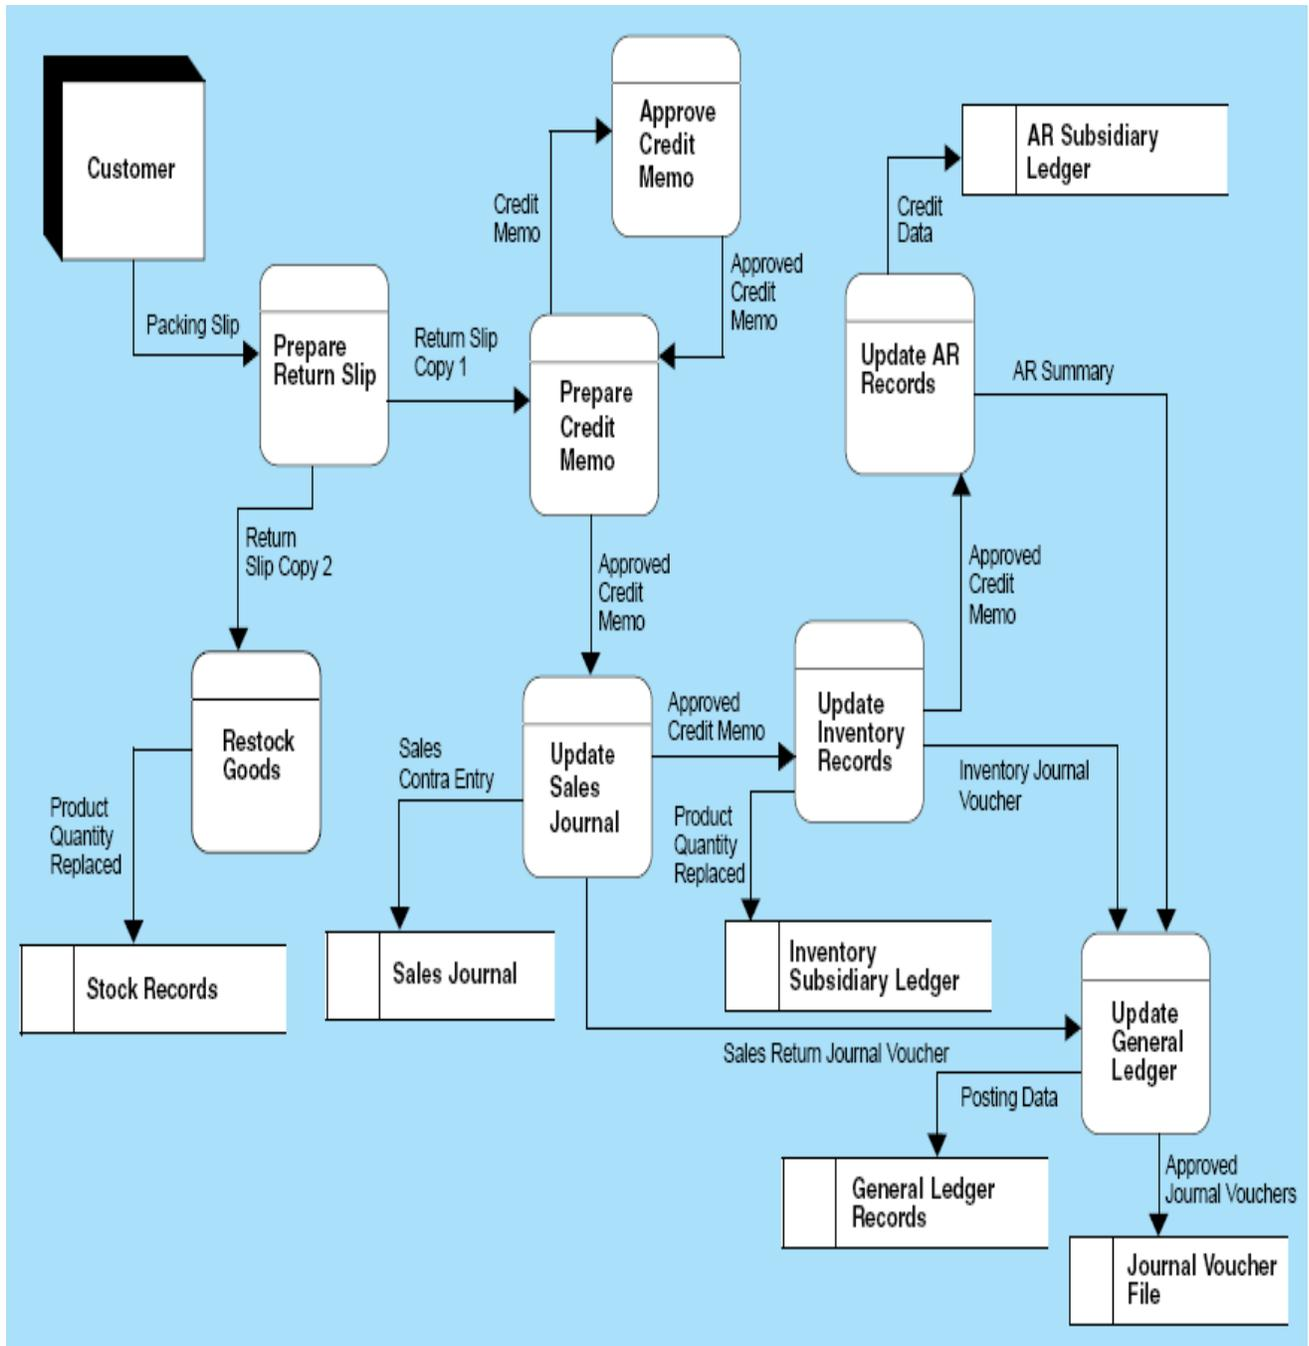 Customer
Packing Slip
Prepare
Return Slip
Return Slip
Copy 1
Credit
Memo
Approve
Credit
Memo
Approved
Credit
Memo
Prepare
Credit
Memo
AR Subsidiary
Ledger
Credit
Data
Update AR
Records
AR Summary
Return
Slip Copy 2
Approved
Credit
Memo
Approved
Credit
Memo
Restock
Goods
Product
Quantity
Replaced
Stock Records
Sales
Contra Entry
Update
Sales
Journal
Approved
Credit Memo
Update
Inventory
Records
Inventory Journal
Voucher
Product
Quantity
Replaced
Sales Journal
Inventory
Subsidiary Ledger
Sales Return Journal Voucher
Update
General
Ledger
Posting Data
General Ledger
Records
Approved
Journal Vouchers
Journal Voucher
File